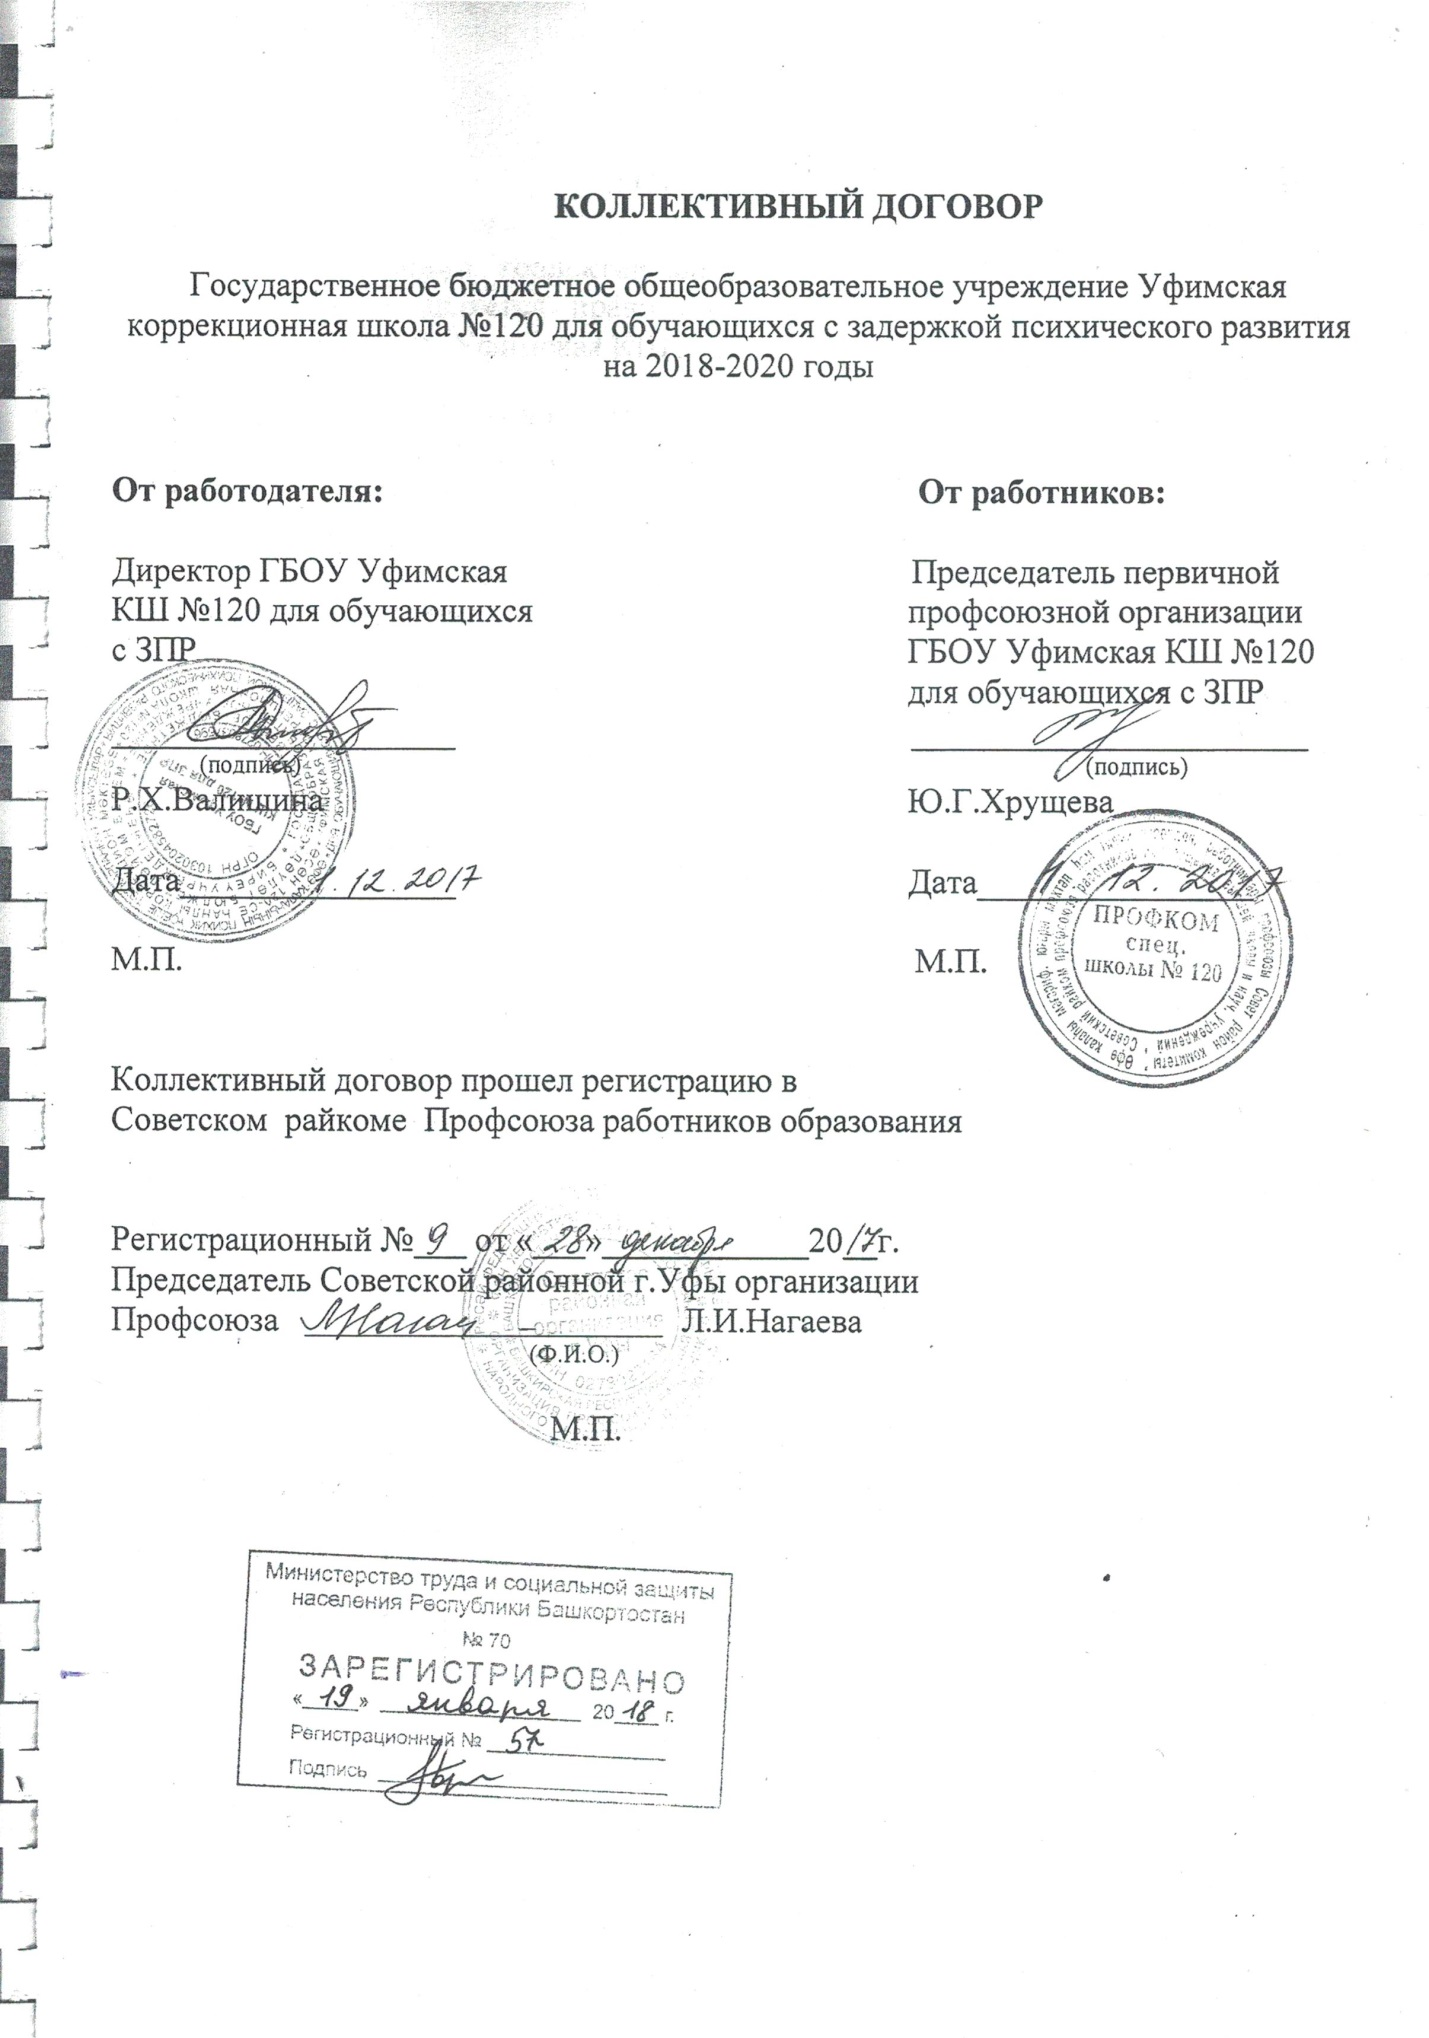 КОЛЛЕКТИВНЫЙ ДОГОВОР
Государственное бюджетное общеобразовательное учреждение Уфимская
коррекционная школа №120 для обучающихся с задержкой психического развития
на 2018-2020 годы
От работодателя:
Директор ГБОУ Уфимская
КШ №120 для обучающихся
с ЗПР
(подпись)
Р.Х.Валишина
Дата 1.12.2017
М.П.
От работников:
Председатель первичной
профсоюзной организации
ГБОУ Уфимская КШ №120
для обучающихся с ЗПР
(подпись)
Ю.Г.Хрущева
Дата 1 12. 2017
М.П.
ПРОФКОМ
спец.
школы № 120
Коллективный договор прошел регистрацию в
Советском райкоме Профсоюза работников образования
Регистрационный № 9 от «28» декабря 2017г.
Председатель Советской районной г.Уфы организации
Профсоюза Л.И.Нагаева
(Ф.И.О.)
М.П.
Министерство труда и социальной защиты
населения Республики Башкортостан
№ 70
ЗАРЕГИСТРИРОВАНО
«19» января 2018 г.
Регистрационный № 57
Подпись